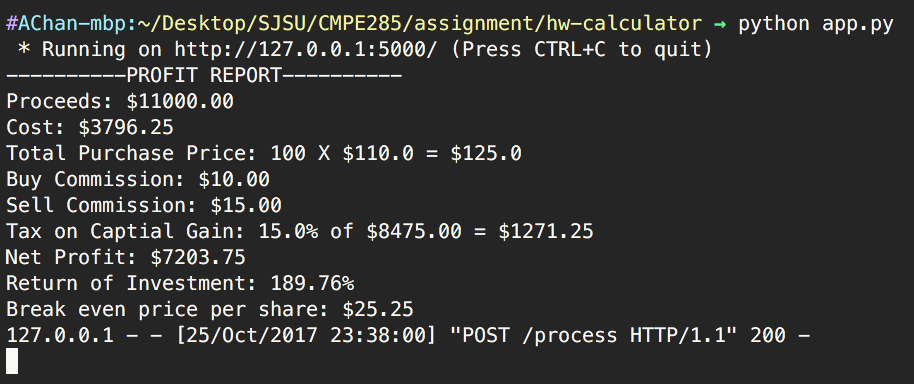 #AChan-mbp:~/Desktop/SJSU/CMPE285/assignment/hw-calculator → python app.py
 * Running on http://127.0.0.1:5000/ (Press CTRL+C to quit)
----------PROFIT REPORT----------
Proceeds: $11000.00
Cost: $3796.25
Total Purchase Price: 100 X $110.0 = $125.0
Buy Commission: $10.00
Sell Commission: $15.00
Tax on Captial Gain: 15.0% of $8475.00 = $1271.25
Net Profit: $7203.75
Return of Investment: 189.76%
Break even price per share: $25.25
127.0.0.1 - - [25/Oct/2017 23:38:00] "POST /process HTTP/1.1" 200 -